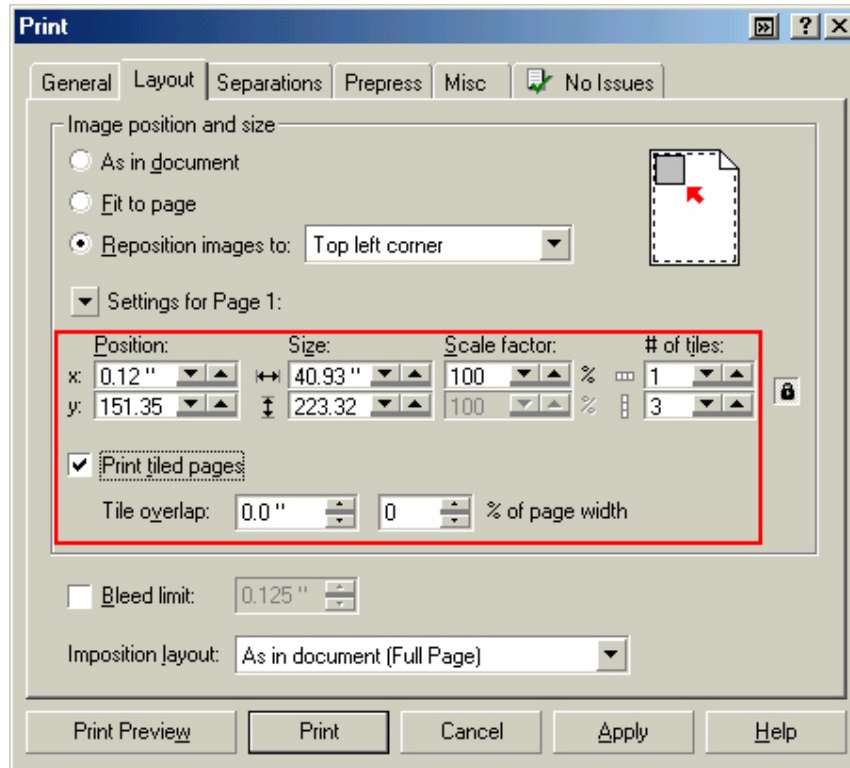 Print
General Layout Separations Prepress Misc No Issues
Image position and size
As in document
Fit to page
Reposition images to: Top left corner
Settings for Page 1:
Position: Size: Scale factor: # of tiles:
x: 0.12 " 40.93 " 100 % 1
y: 151.35 223.32 100 % 3
Print tiled pages
Tile overlap: 0.0 " 0 % of page width
Bleed limit: 0.125 "
Imposition layout: As in document (Full Page)
Print Preview Print Cancel Apply Help